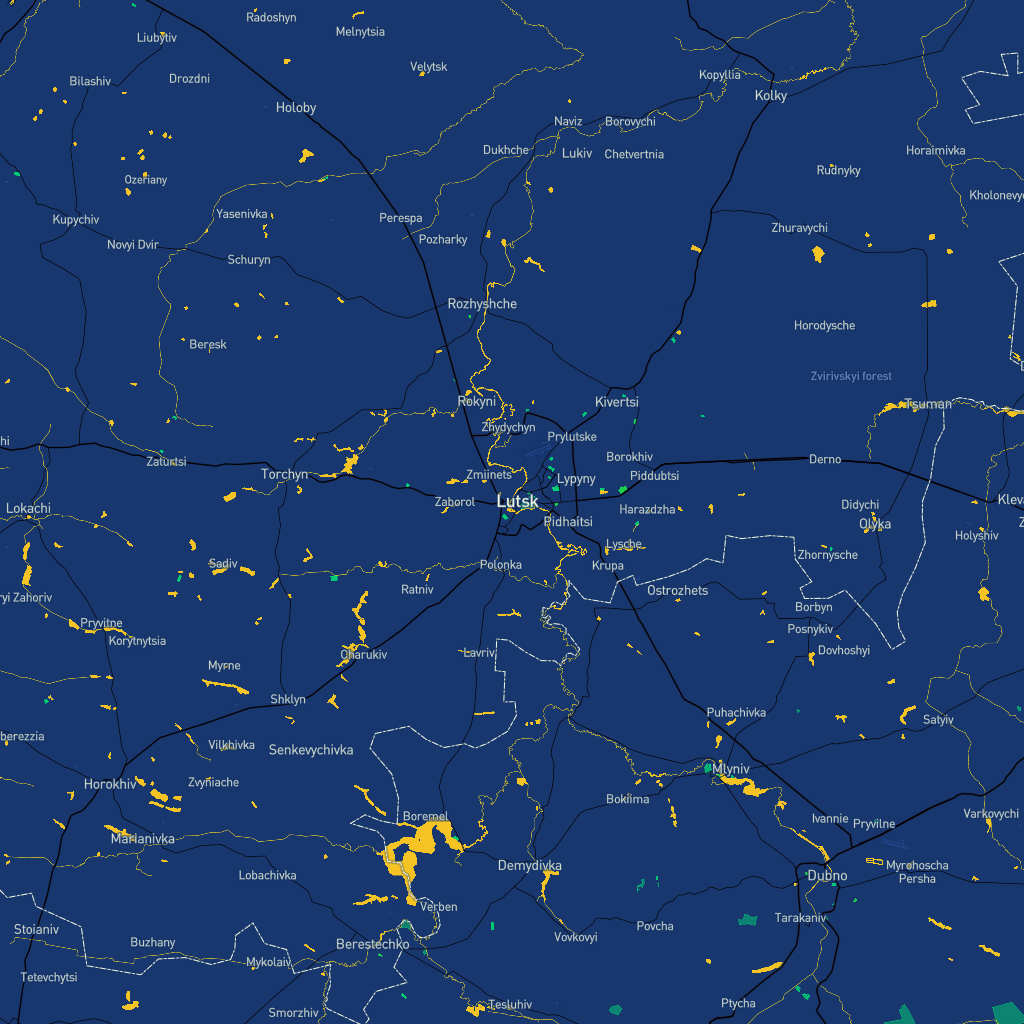 Radoshyn
Melnytsia
Liubytiv
Bilashiv
Drozdni
Velytsk
Kopyllia
Kolky
Holoby
Naviz
Borovychi
Dukhche
Lukiv
Chetvertnia
Horaimivka
Rudnyky
Ozeriany
Kholonevyc
Kupychiv
Yasenivka
Perespa
Zhuravychi
Novyi Dvir
Pozharky
Schuryn
Rozhyshche
Horodysche
Beresk
Zvirivskyi forest
Rokyni
Kivertsi
Tsuman
Zhydychyn
Prylutske
Zaturtsi
Borokhiv
Derno
Torchyn
Zmiinets
Lypyny
Piddubtsi
Zaborol
Lutsk
Lokachi
Harazdzha
Didychi
Kleva
Pidhaitsi
Olyka
Holyshiv
Lysche
Zhornysche
Sadiv
Polonka
Krupa
Ratniv
Ostrozhets
ryi Zahoriv
Borbyn
Pryvitne
Posnykiv
Korytnytsia
Lavriv
Charukiv
Dovhoshyi
Myrne
Shklyn
Puhachivka
Satyiv
berezzia
Vilkhivka
Senkevychivka
Mlyniv
Horokhiv
Zvyniache
Bokiima
Boremel
Ivannie
Pryvilne
Varkovychi
Marianivka
Demydivka
Myrohoscha
Persha
Lobachivka
Dubno
Verben
Tarakaniv
Stoianiv
Buzhany
Berestechko
Vovkovyi
Povcha
Mykolaiv
Tetevchytsi
Smorzhiv
Tesluhiv
Ptycha